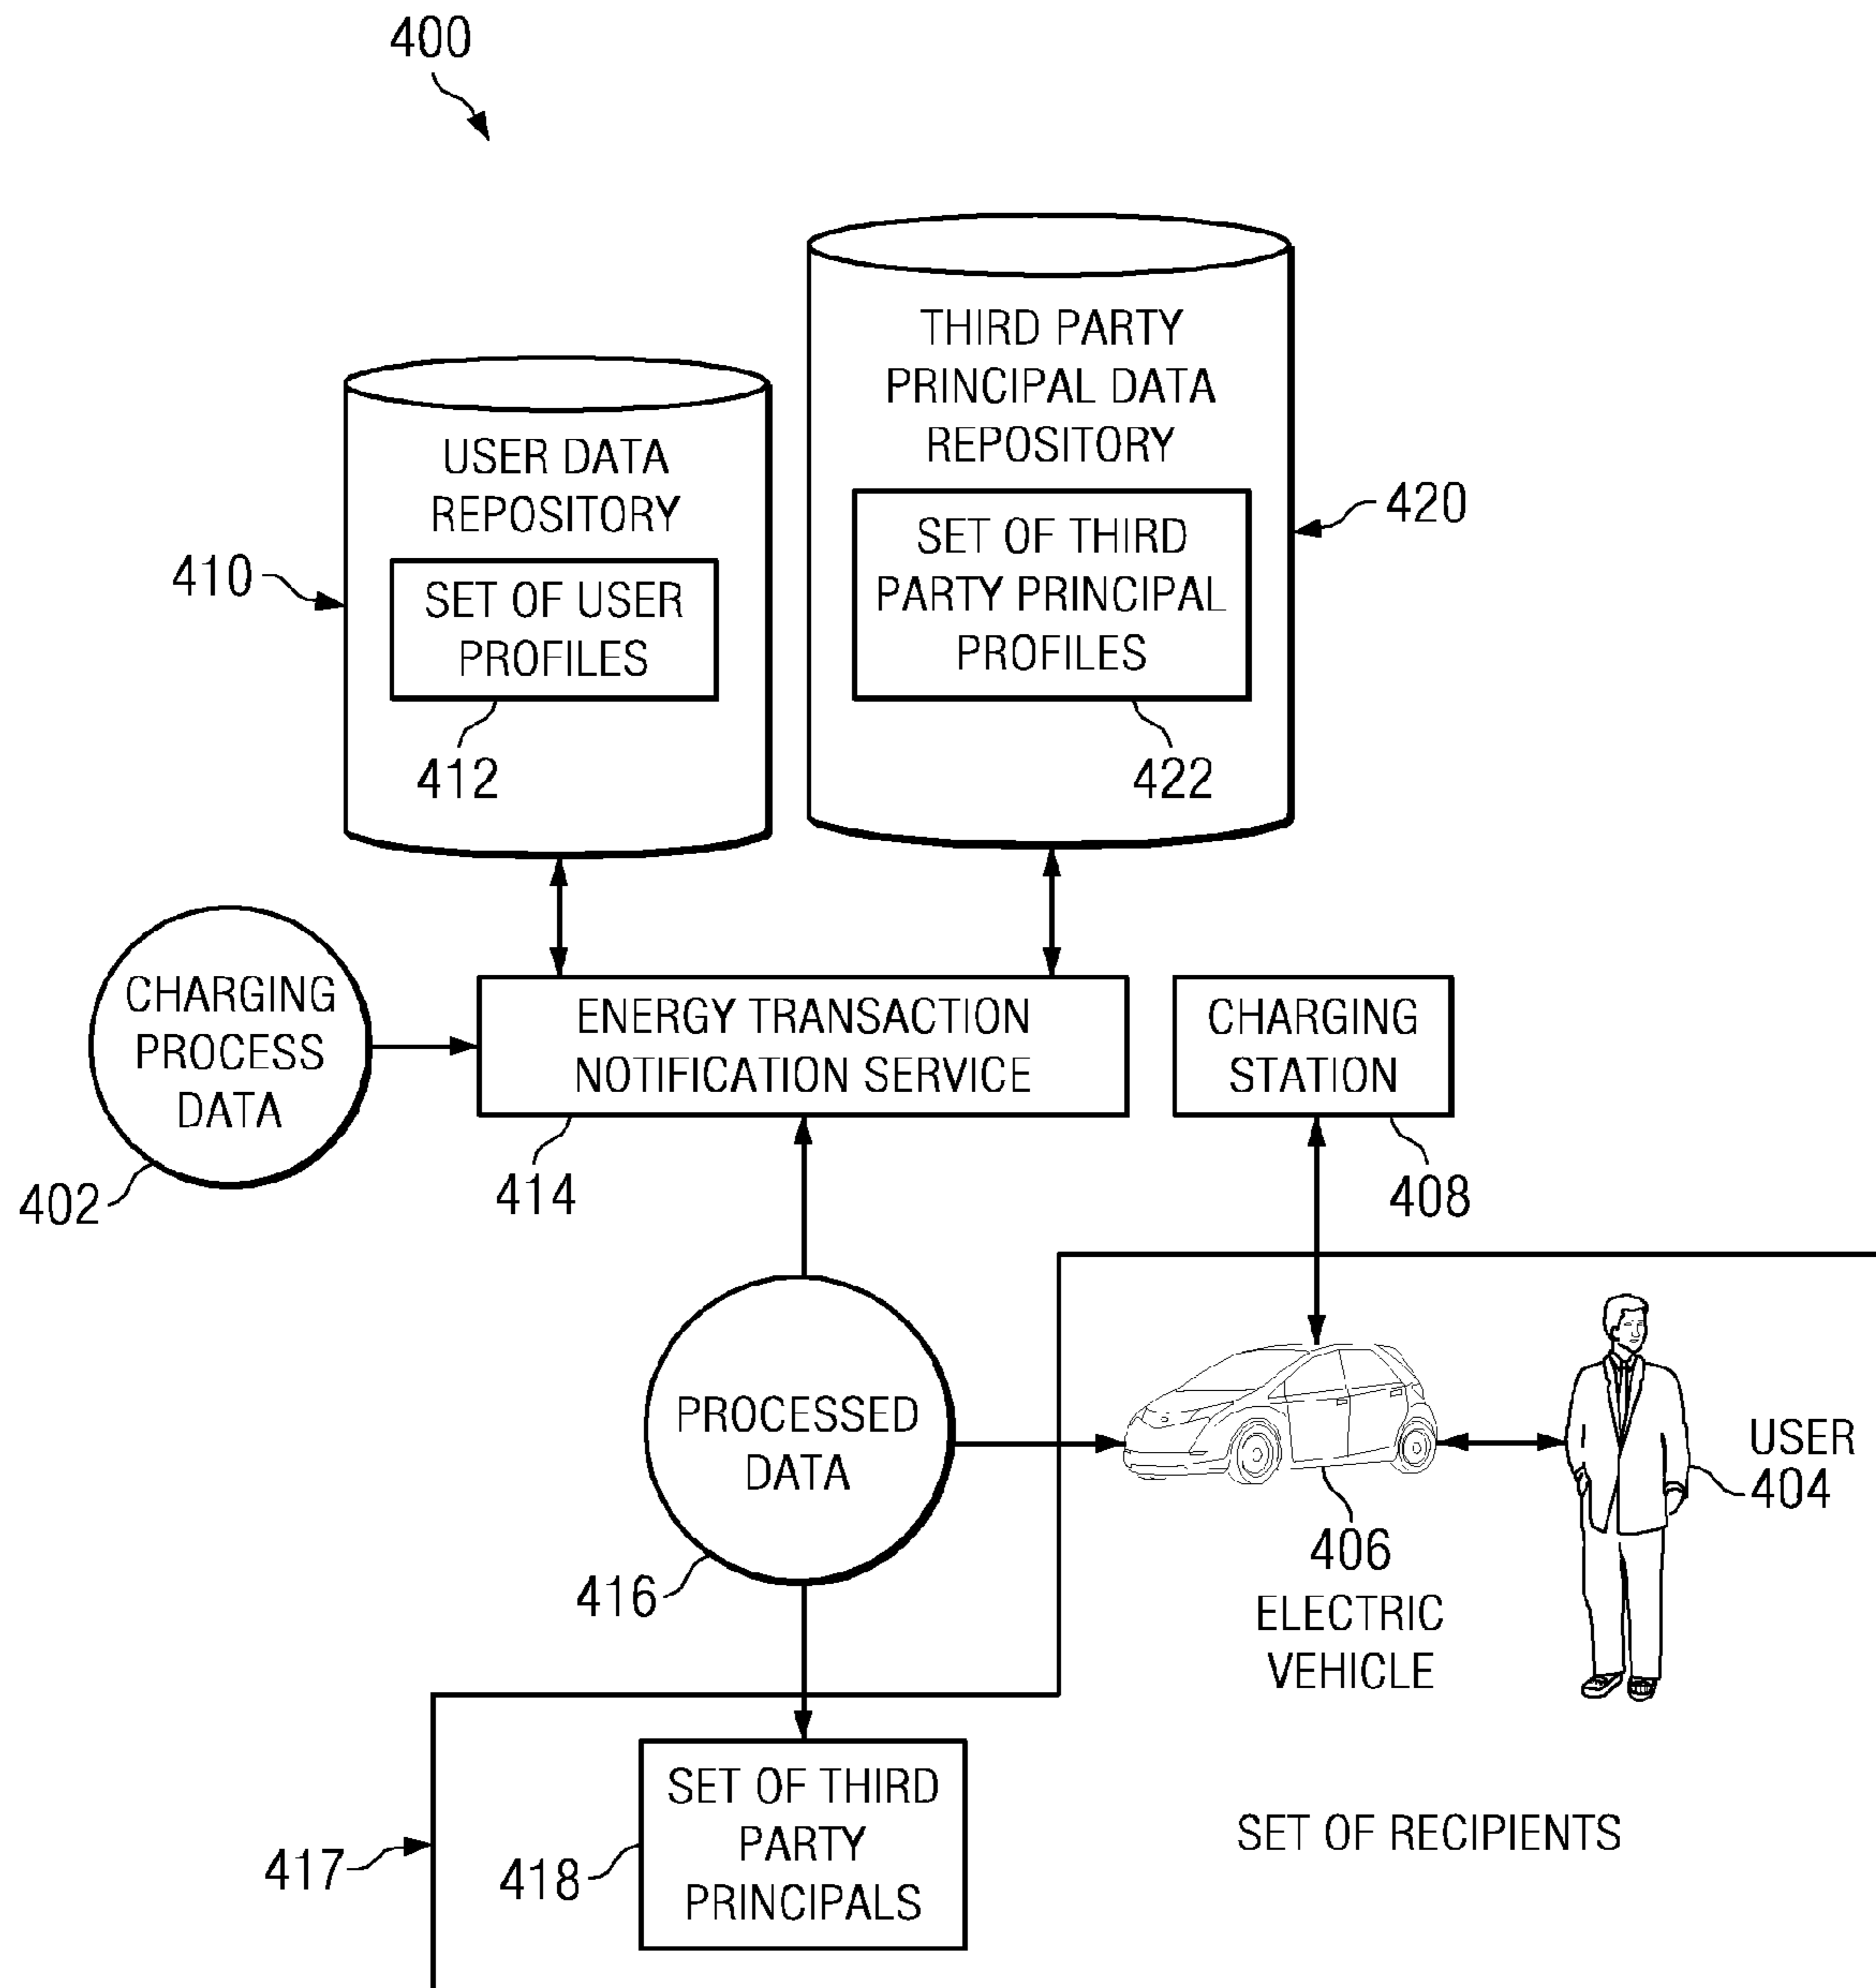 400
THIRD PARTY
PRINCIPAL DATA
REPOSITORY
SET OF THIRD
PARTY PRINCIPAL
PROFILES
422
420
USER DATA
REPOSITORY
SET OF USER
PROFILES
412
410
CHARGING
PROCESS
DATA
402
ENERGY TRANSACTION
NOTIFICATION SERVICE
414
CHARGING
STATION
408
PROCESSED
DATA
416
406
ELECTRIC
VEHICLE
USER
404
417
SET OF THIRD
PARTY
PRINCIPALS
418
SET OF RECIPIENTS